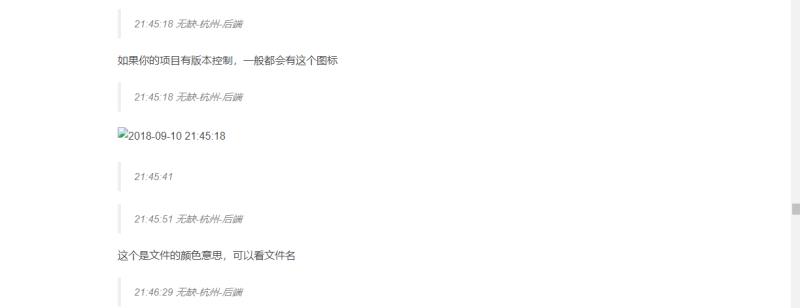 21:45:18 无缺-杭州-后端
如果你的项目有版本控制，一般都会有这个图标
21:45:18 无缺-杭州-后端
2018-09-10 21:45:18
21:45:41
21:45:51 无缺-杭州-后端
这个是文件的颜色意思，可以看文件名
21:46:29 无缺-杭州-后端